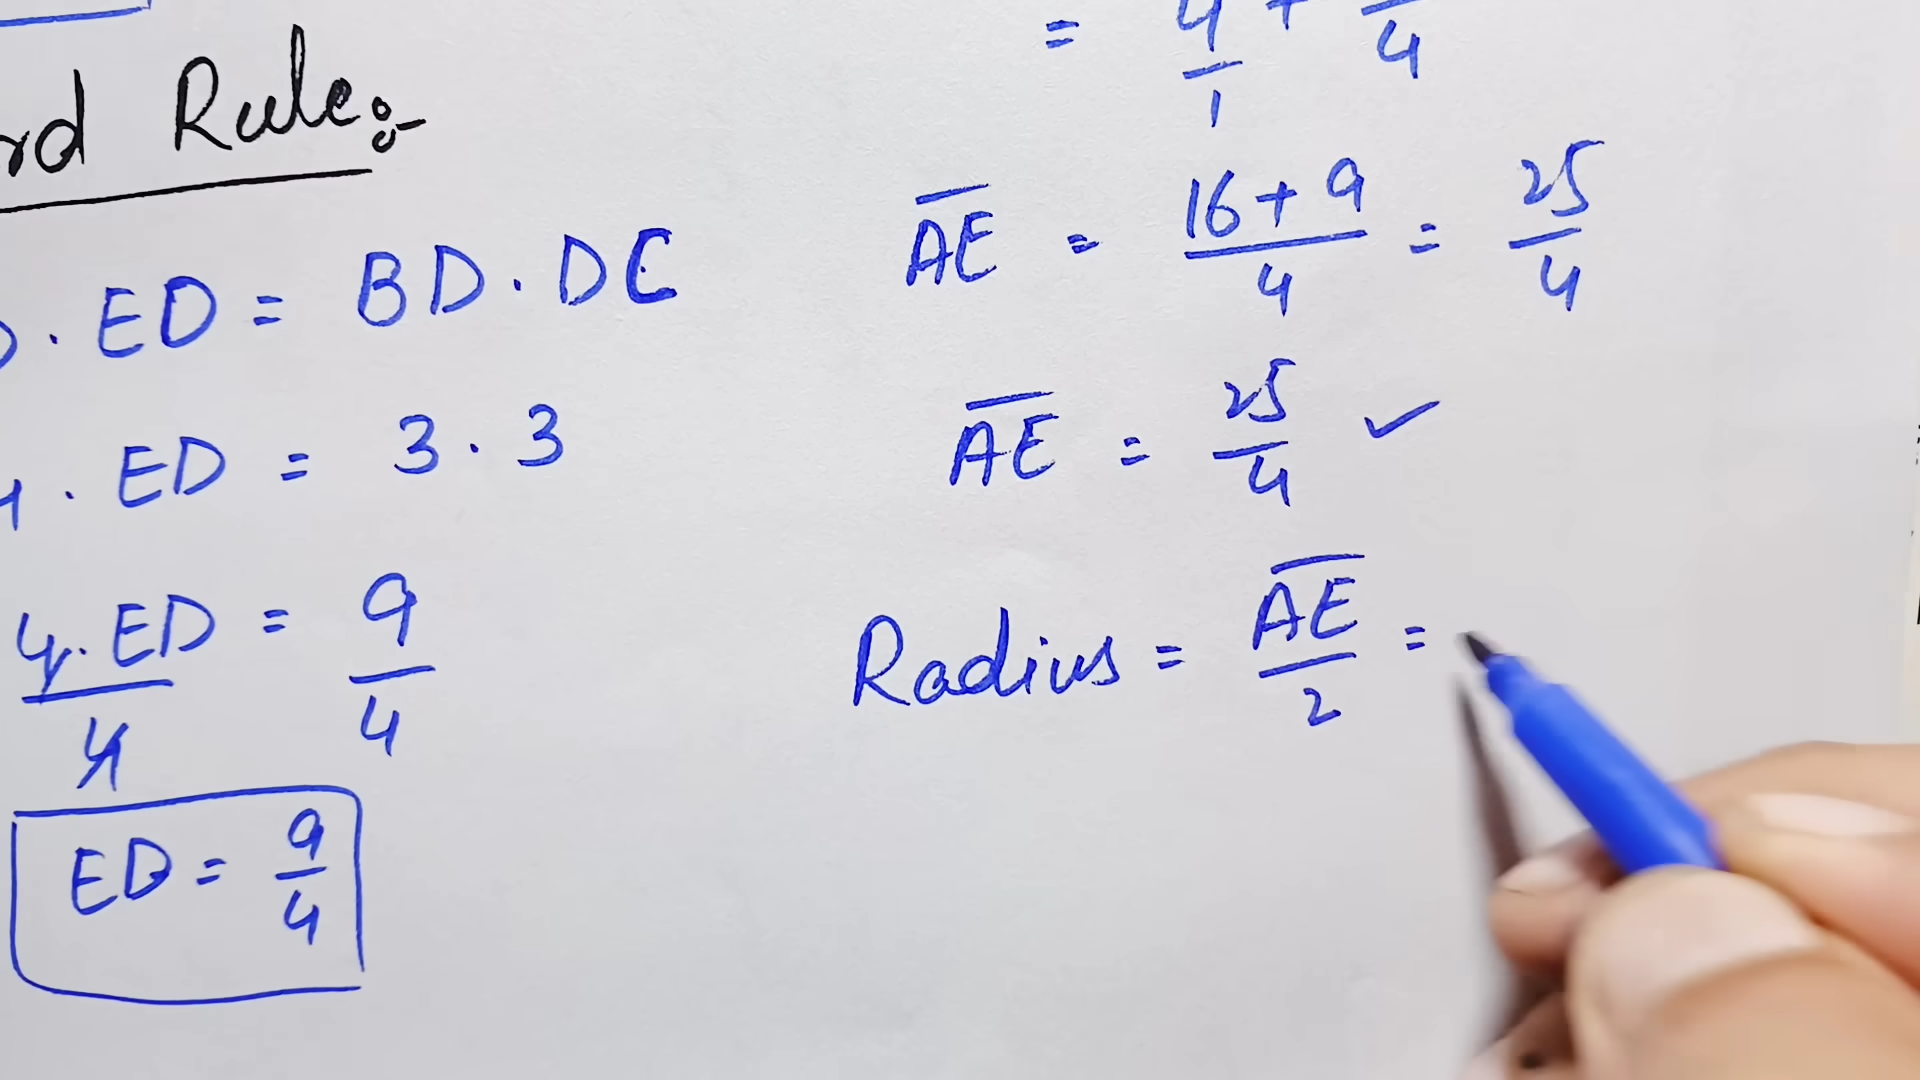 Rule:-
. ED = BD . DC
. ED = 3 . 3
4 . ED / 4 = 9 / 4
ED = 9 / 4
= 4 / 1 + / 4
AE = 16 + 9 / 4 = 25 / 4
AE = 25 / 4 ✓
Radius = AE / 2 =